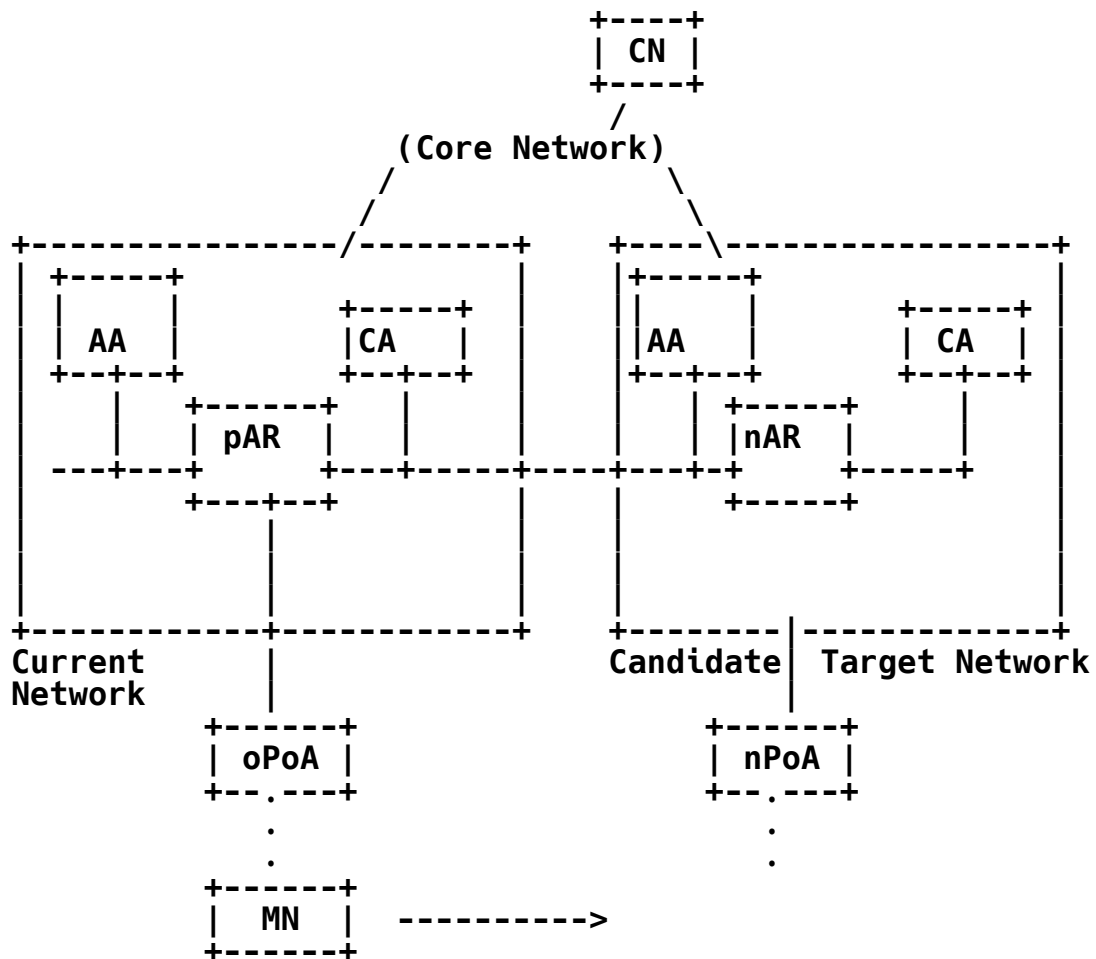 CN
(Core Network)
AA CA AA CA
pAR nAR
Current Candidate Target Network
Network
oPoA nPoA
MN